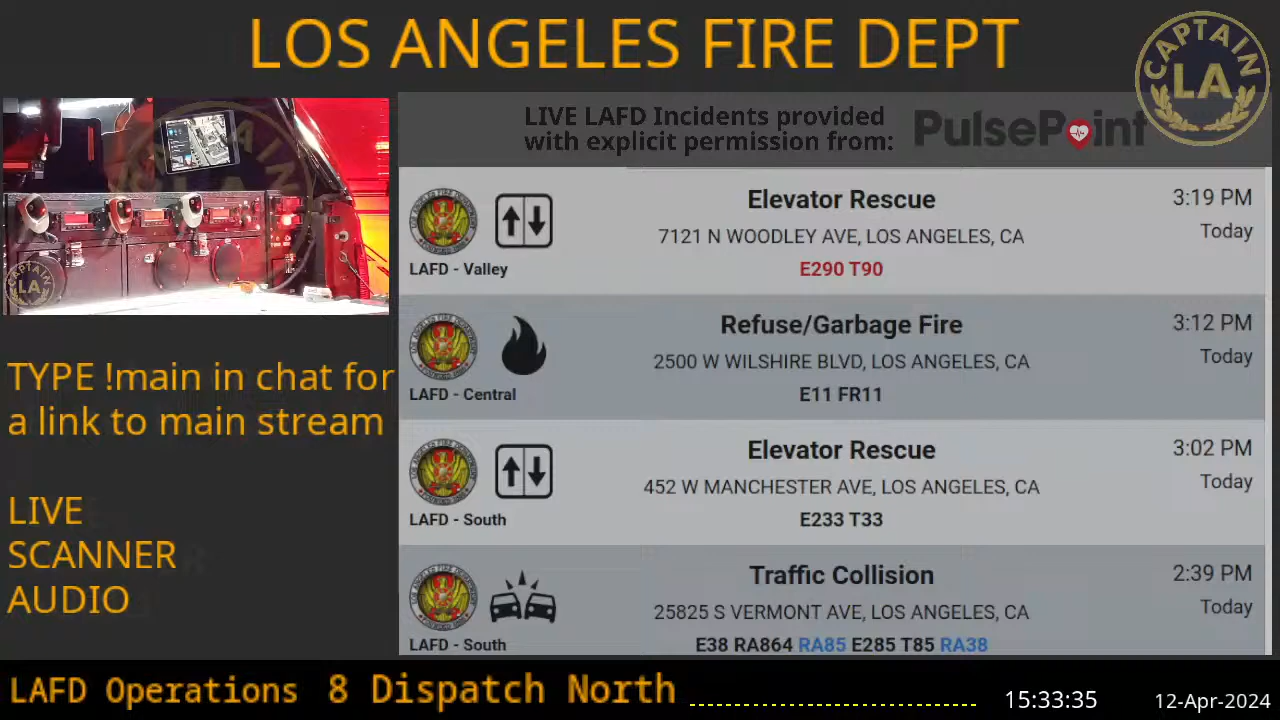 LOS ANGELES FIRE DEPT
CAPTAIN
LA
LIVE LAFD Incidents provided
with explicit permission from:
PulsePoint
Elevator Rescue
3:19 PM
7121 N WOODLEY AVE, LOS ANGELES, CA
Today
LAFD - Valley
E290 T90
Refuse/Garbage Fire
3:12 PM
2500 W WILSHIRE BLVD, LOS ANGELES, CA
Today
LAFD - Central
E11 FR11
Elevator Rescue
3:02 PM
452 W MANCHESTER AVE, LOS ANGELES, CA
Today
LAFD - South
E233 T33
Traffic Collision
2:39 PM
25825 S VERMONT AVE, LOS ANGELES, CA
Today
LAFD - South
E38 RA864 RA85 E285 T85 RA38
CAPTAIN
LA
TYPE !main in chat for
a link to main stream
LIVE
SCANNER
AUDIO
LAFD Operations 8 Dispatch North
15:33:35
12-Apr-2024